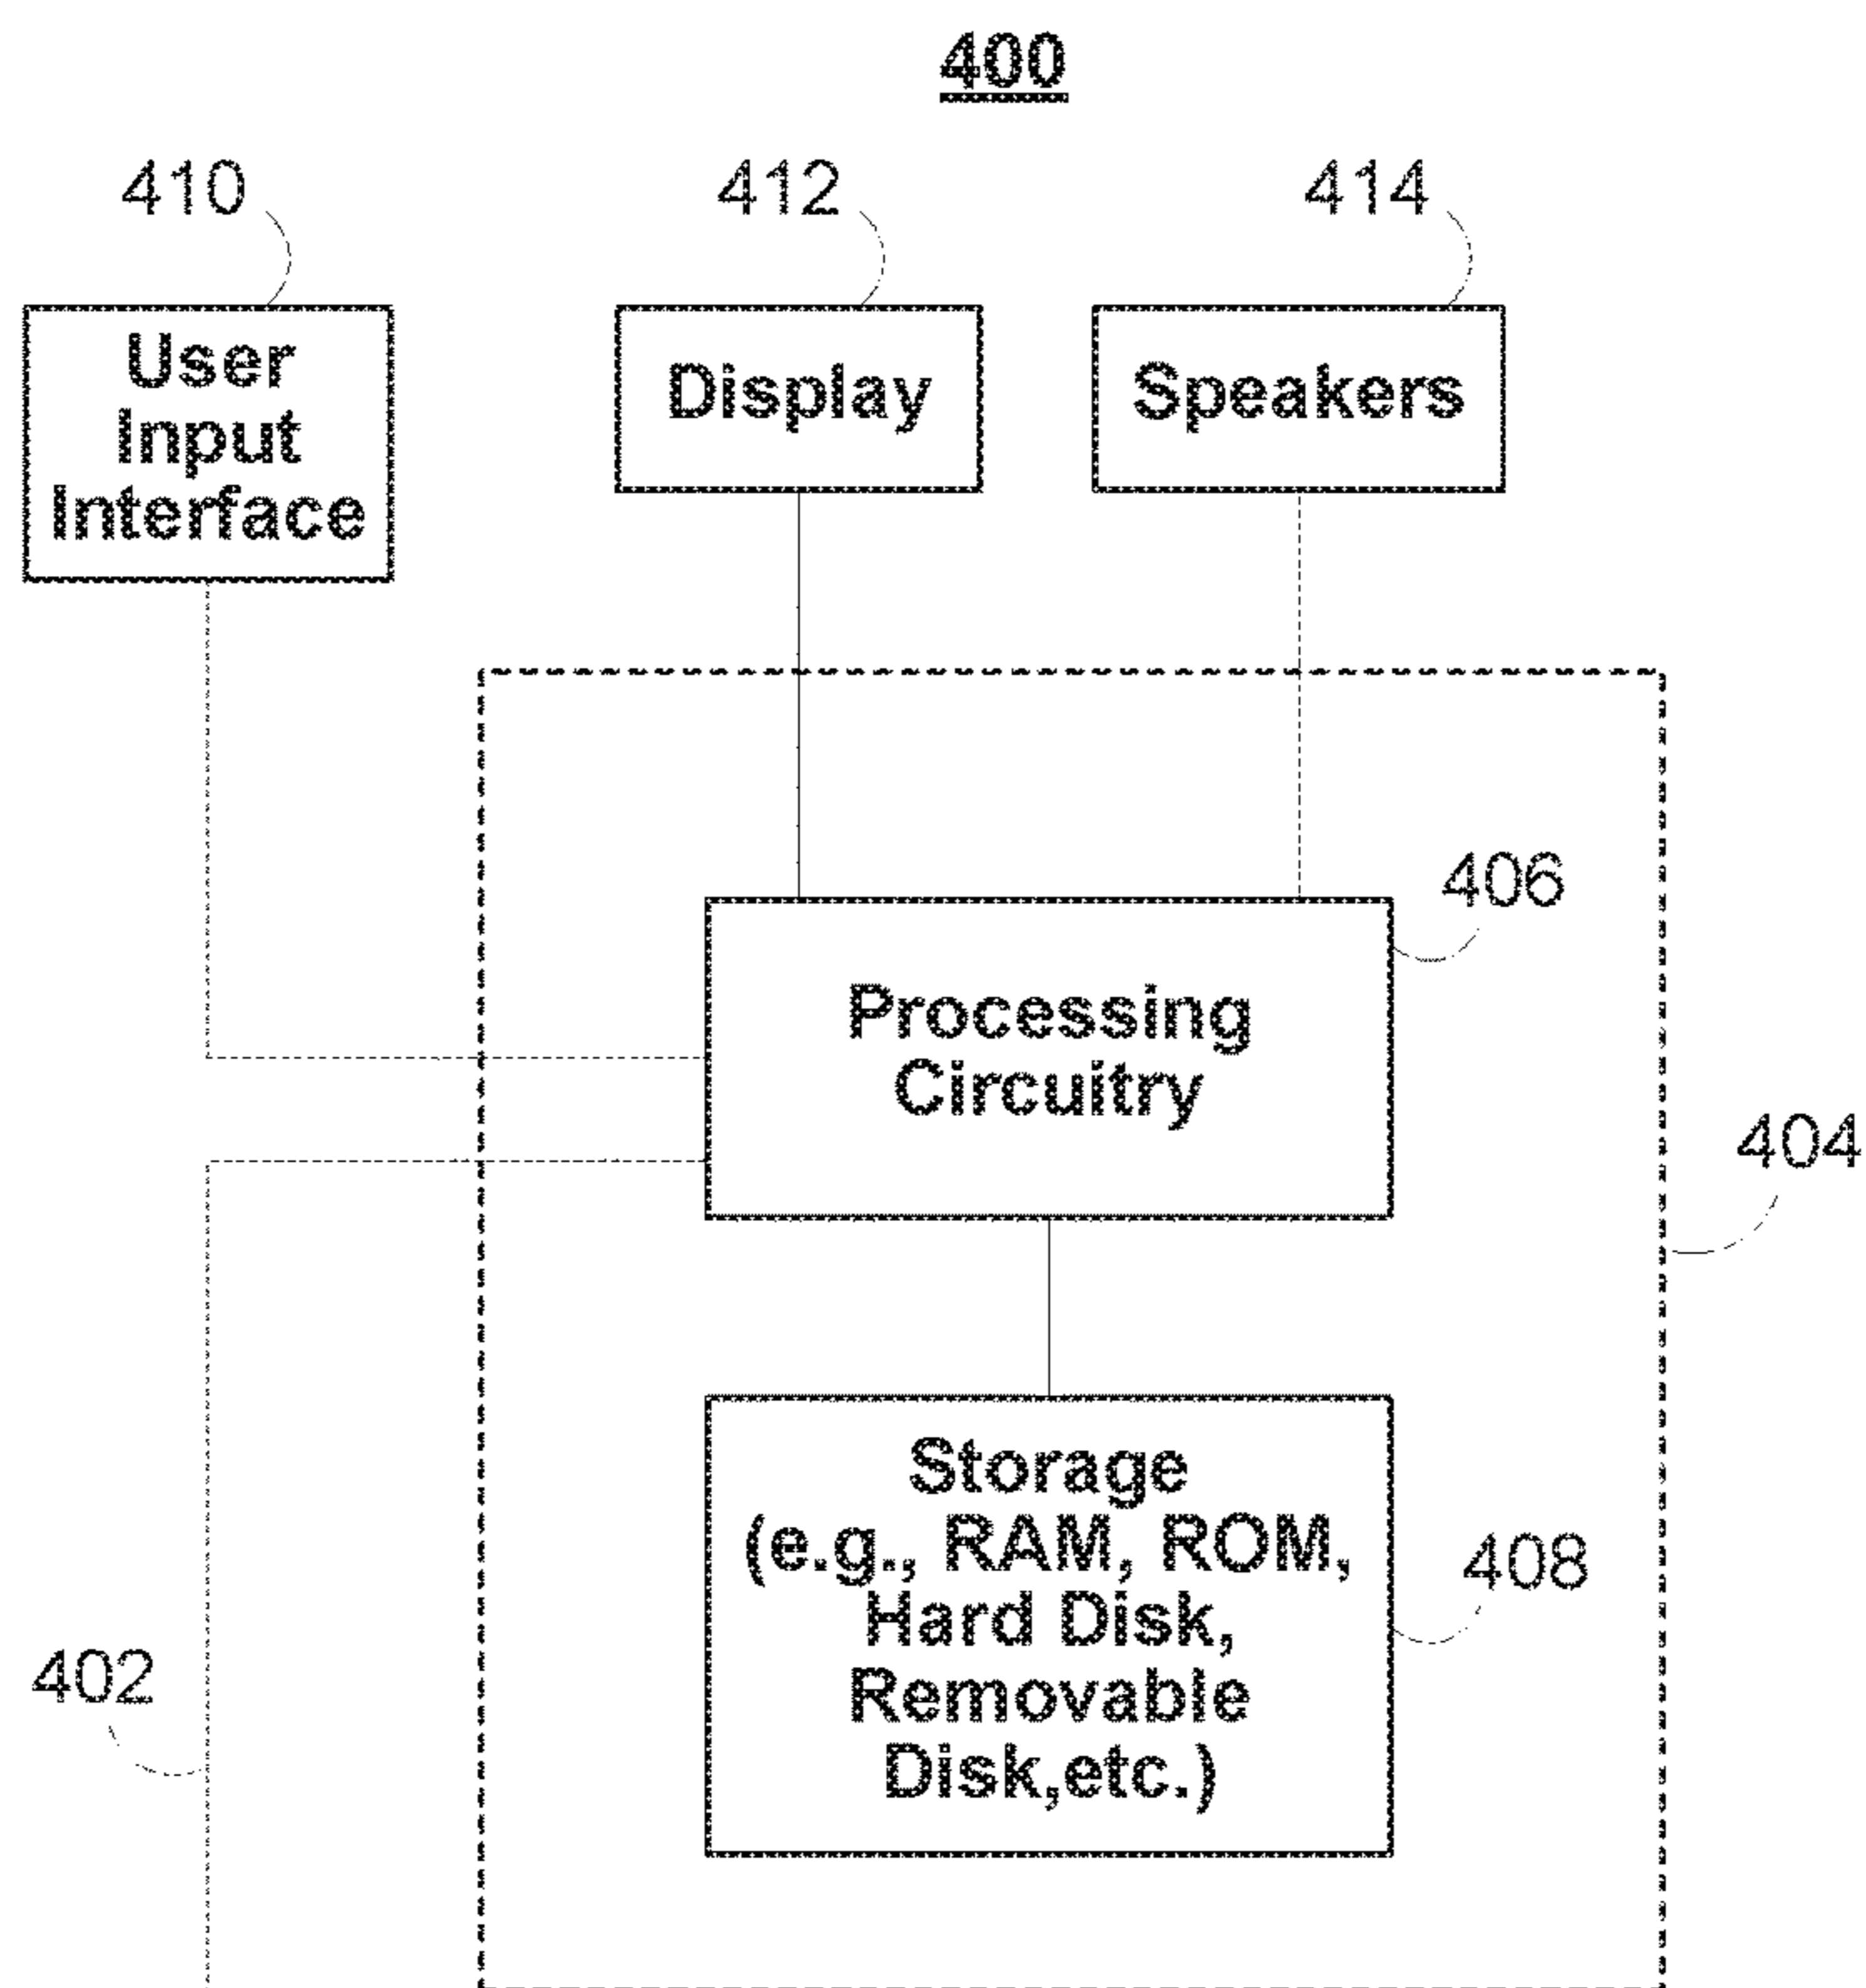 400
410
412
414
User
Input
Interface
Display
Speakers
406
Processing
Circuitry
404
Storage
(e.g., RAM, ROM,
Hard Disk,
Removable
Disk,etc.)
408
402